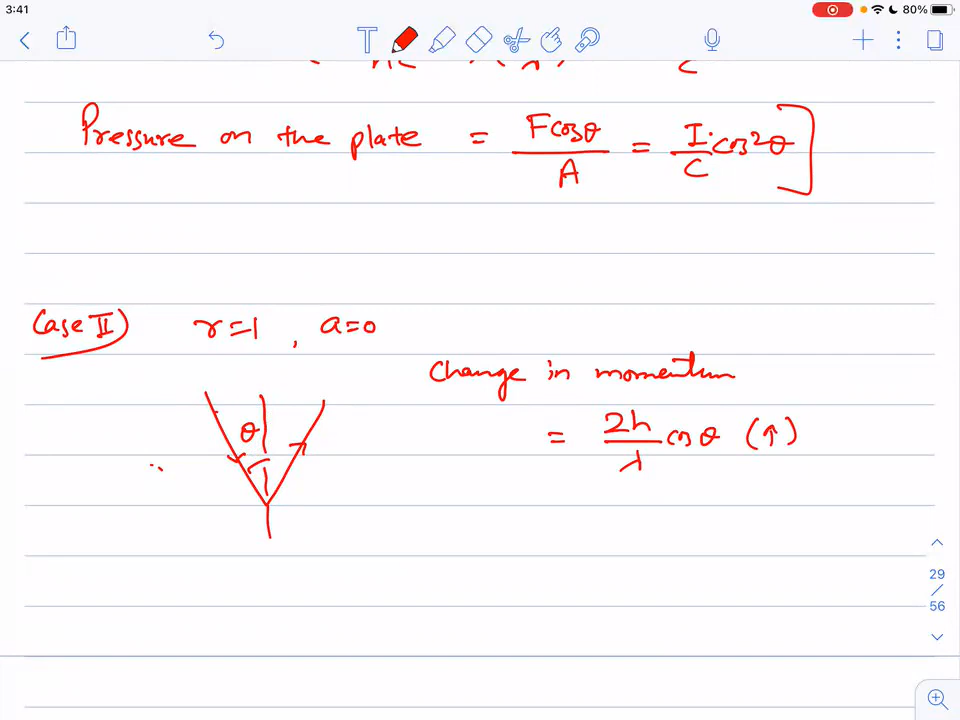 3:41
80%
T
Pressure on the plate = Fcosθ/A = I/C cos²θ]
Case II) r=1, a=0
Change in momentum
θ
= 2h/λ cosθ (↑)
29
/
56